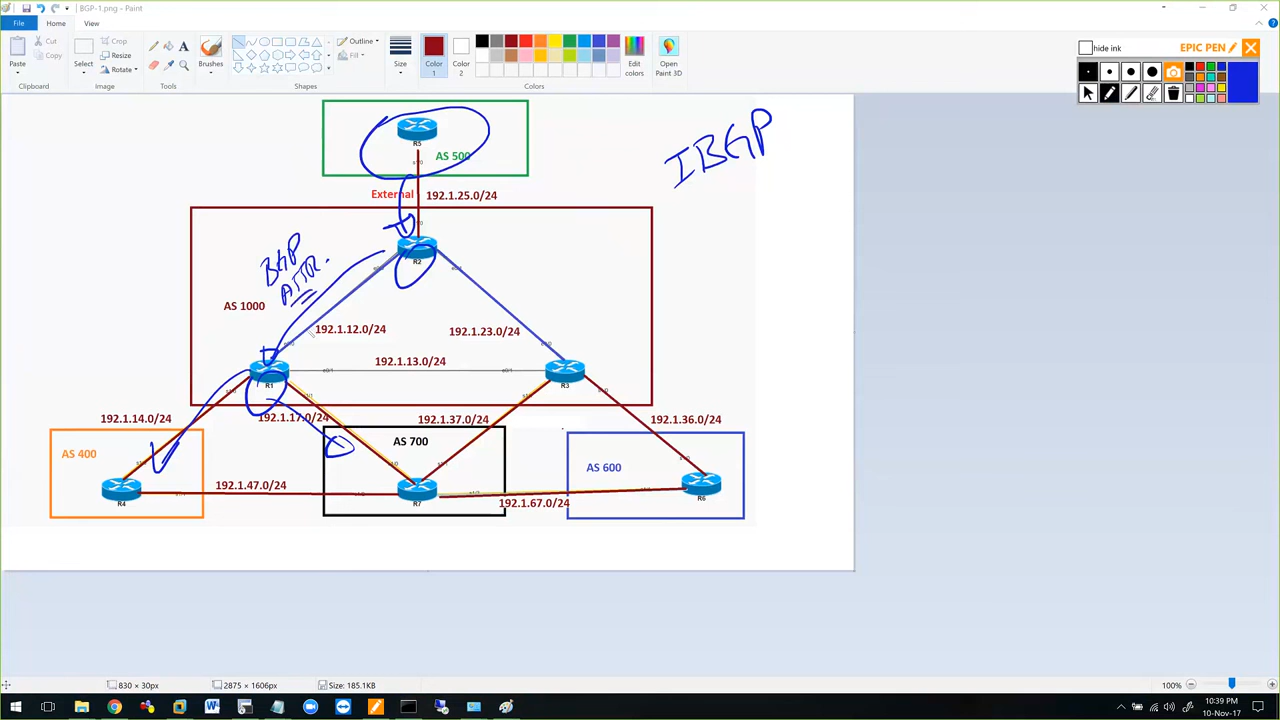 BGP-1.png - Paint
File
Home
View
Paste
Cut
Copy
Clipboard
Select
Crop
Resize
Rotate
Image
Tools
Brushes
Shapes
Outline
Fill
Size
Color 1
Color 2
Edit colors
Open Paint 3D
Colors
hide ink
EPIC PEN
R5
AS 500
IBGP
External
192.1.25.0/24
R2
BGP
ATTR.
AS 1000
192.1.12.0/24
192.1.23.0/24
192.1.13.0/24
R1
R3
192.1.14.0/24
192.1.17.0/24
192.1.37.0/24
192.1.36.0/24
AS 400
AS 700
AS 600
192.1.47.0/24
192.1.67.0/24
R4
R7
R6
830 × 30px
2875 × 1606px
Size: 185.1KB
100%
10:39 PM
10-Nov-17